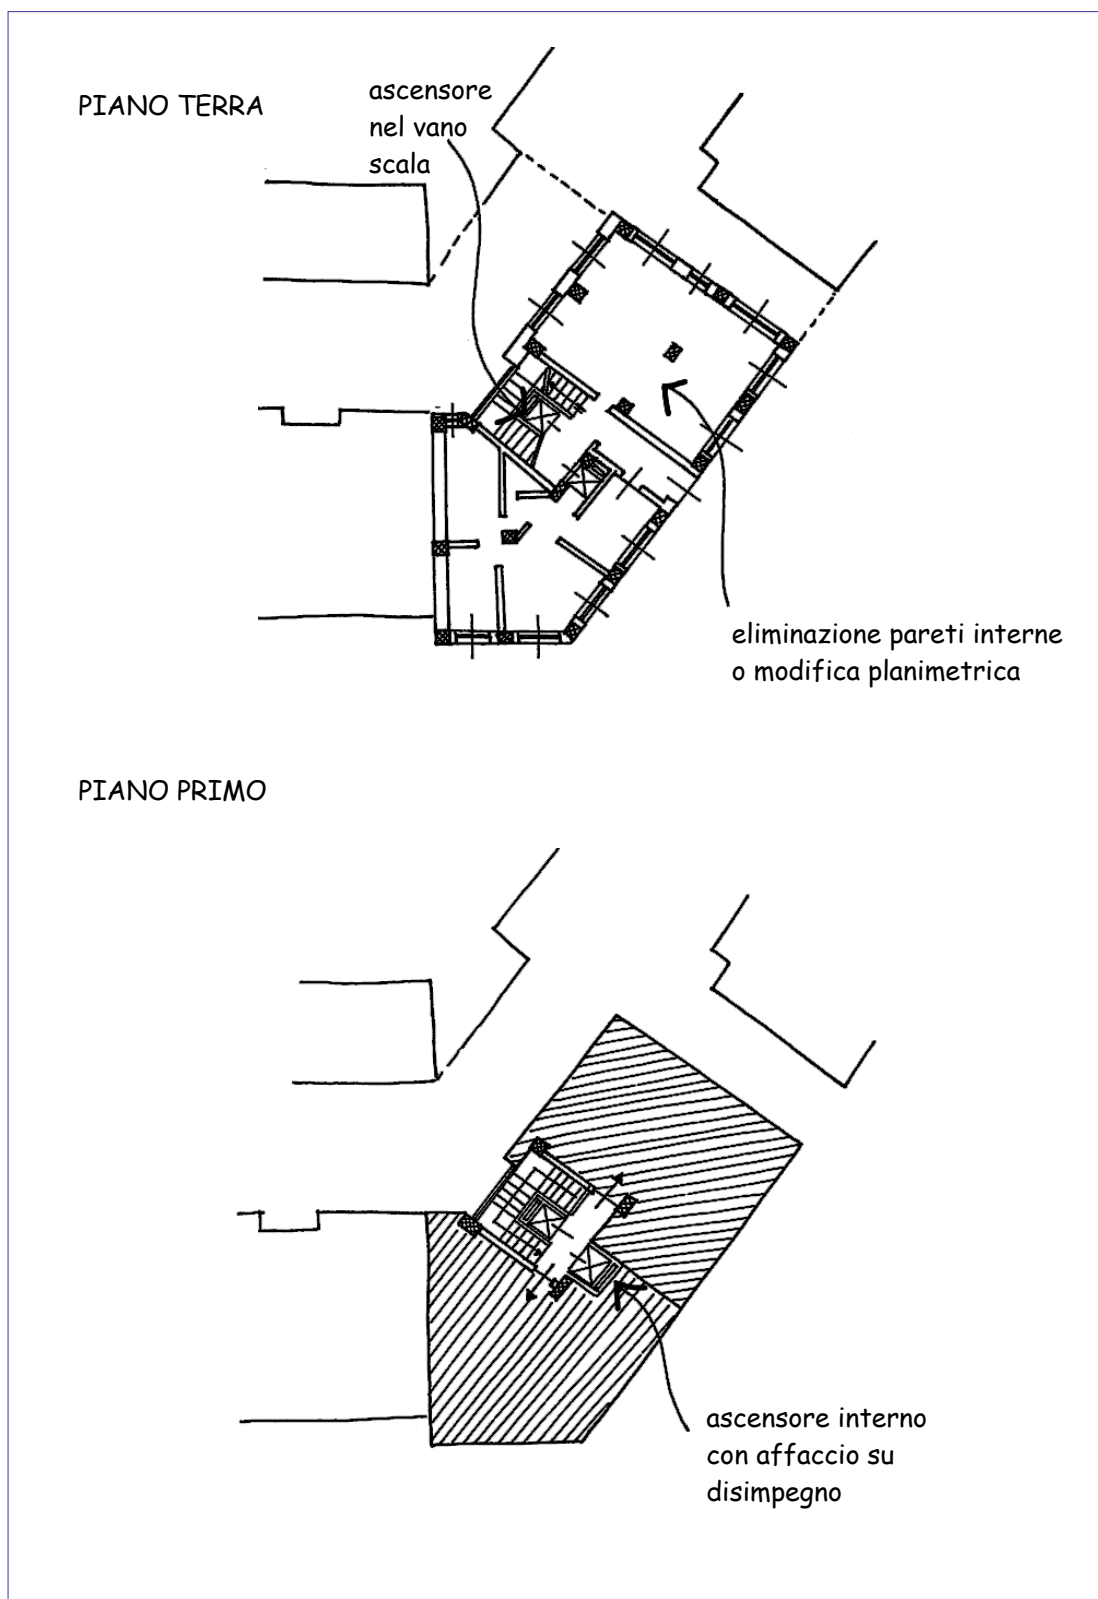 PIANO TERRA
ascensore
nel vano
scala
eliminazione pareti interne
o modifica planimetrica
PIANO PRIMO
ascensore interno
con affaccio su
disimpegno